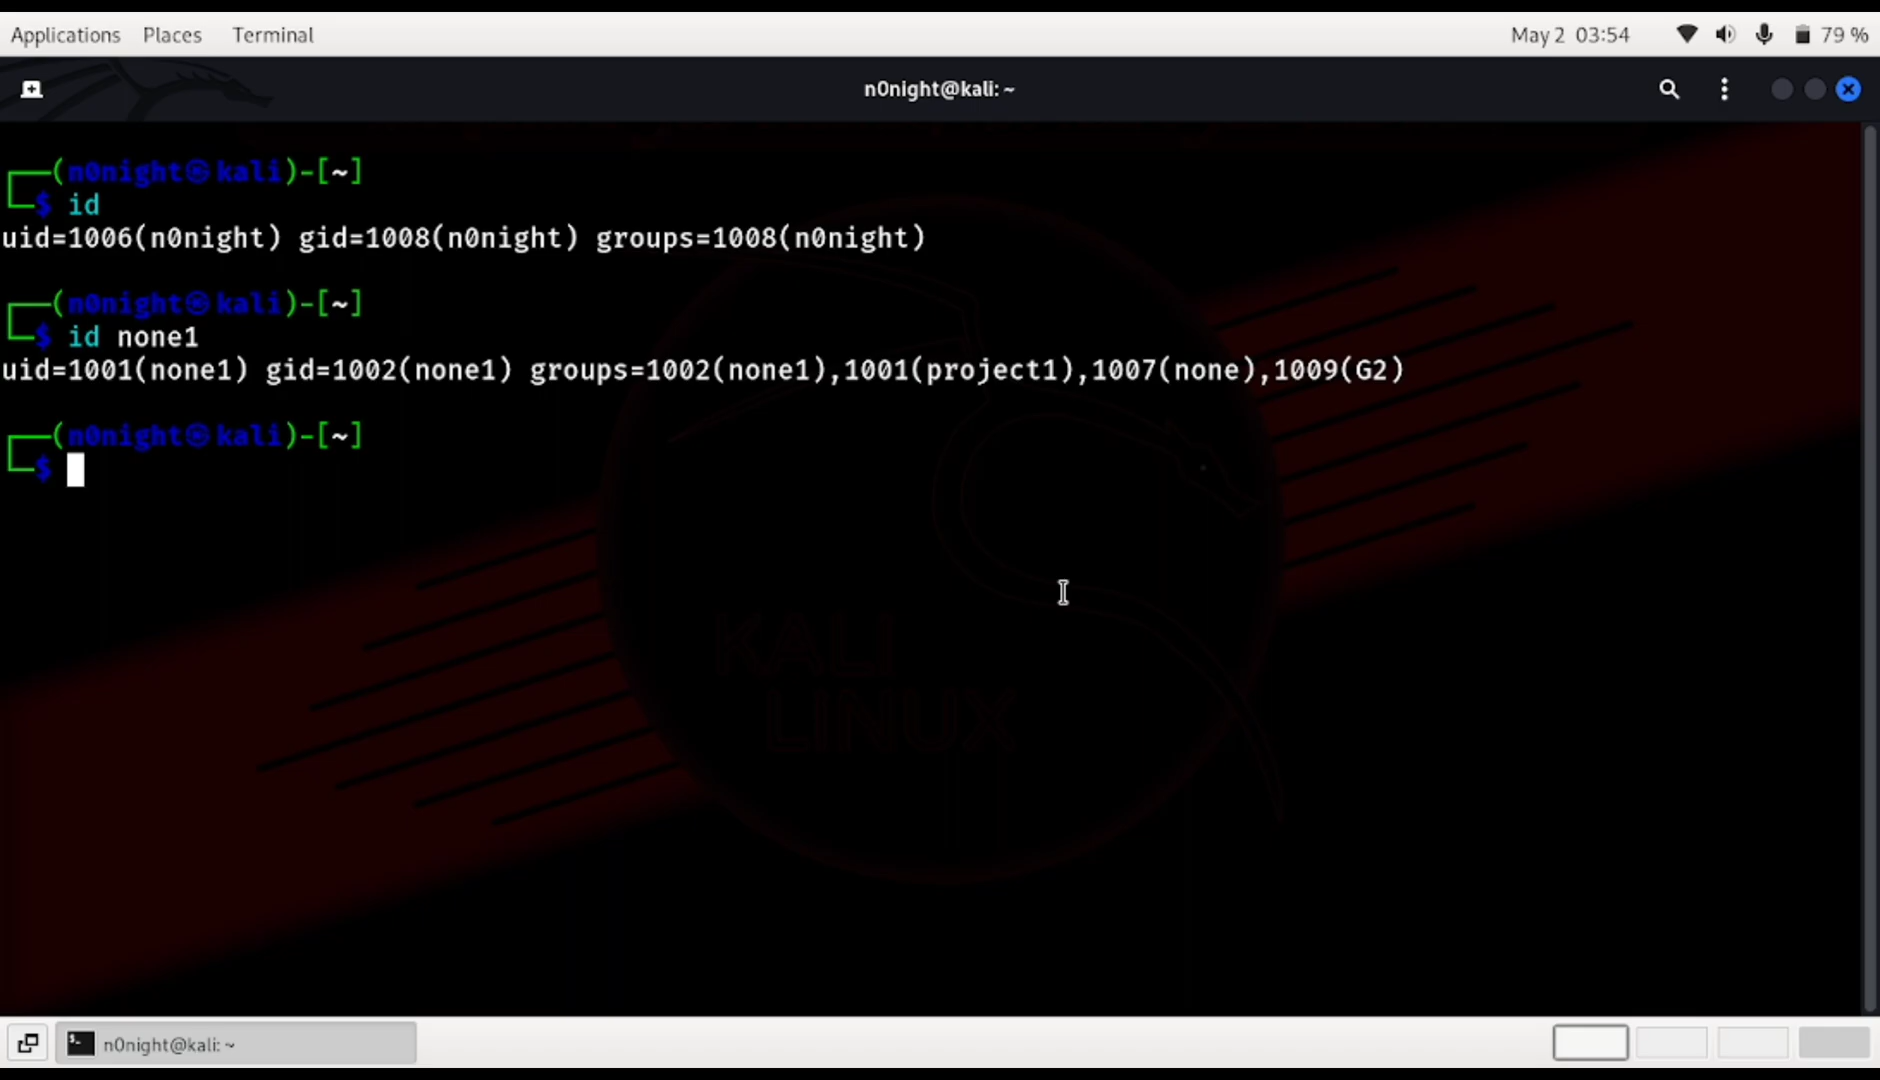 Applications Places Terminal May 2 03:54 79 %
n0night@kali: ~
┌──(n0night㉿kali)-[~]
└─$ id
uid=1006(n0night) gid=1008(n0night) groups=1008(n0night)
┌──(n0night㉿kali)-[~]
└─$ id none1
uid=1001(none1) gid=1002(none1) groups=1002(none1),1001(project1),1007(none),1009(G2)
┌──(n0night㉿kali)-[~]
└─$
KALI
LINUX
n0night@kali: ~